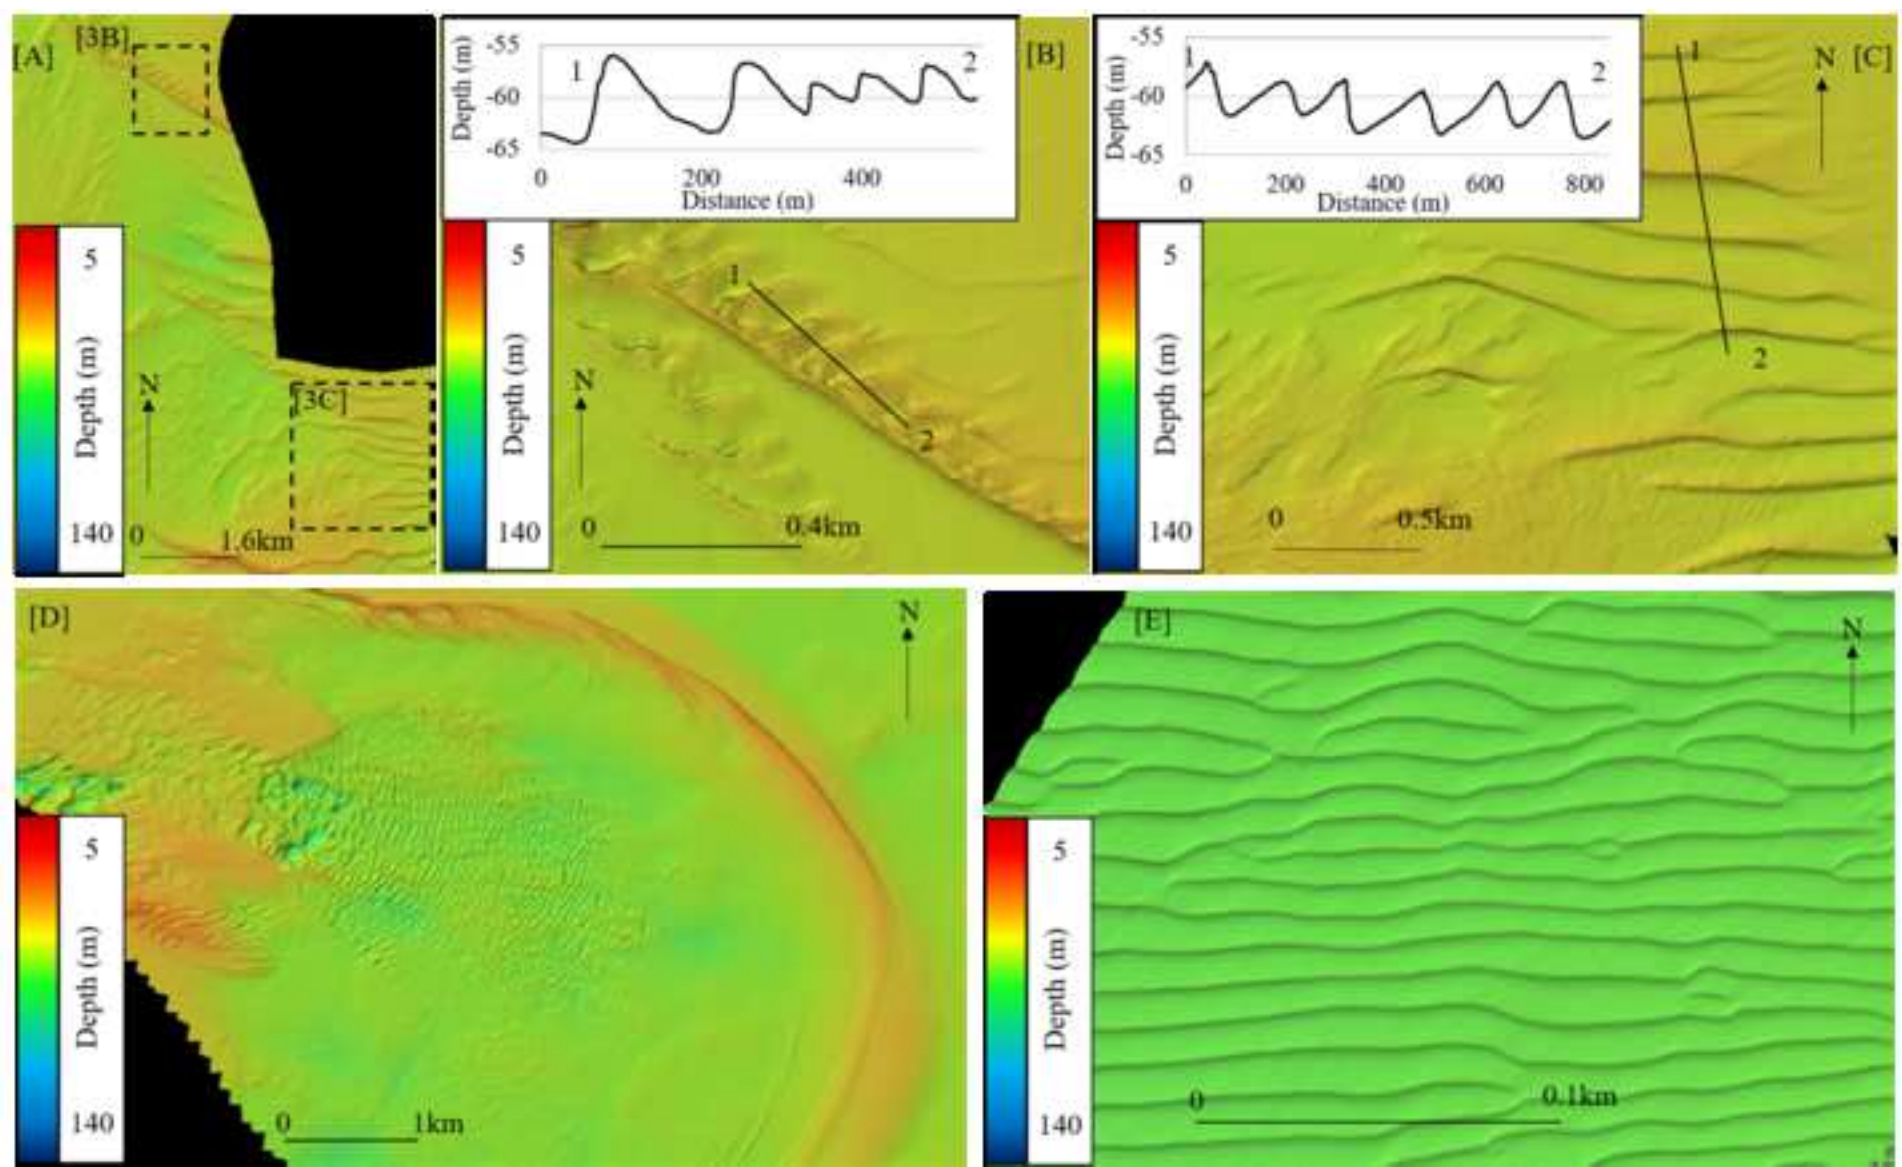 [A]
[3B]
[3C]
N
5
Depth (m)
140
0
1.6km
[B]
-55
-60
-65
Depth (m)
1
2
0
200
400
Distance (m)
5
Depth (m)
140
N
1
2
0
0.4km
[C]
-55
-60
-65
Depth (m)
1
2
0
200
400
600
800
Distance (m)
N
1
2
5
Depth (m)
140
0
0.5km
[D]
N
5
Depth (m)
140
0
1km
[E]
N
5
Depth (m)
140
0
0.1km